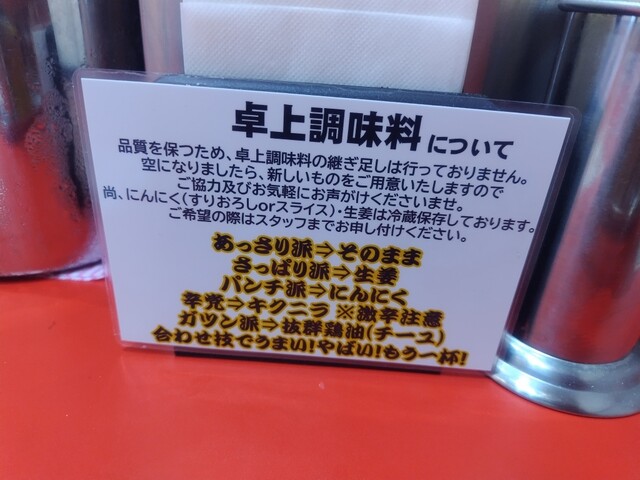 卓上調味料について
品質を保つため、卓上調味料の継ぎ足しは行っておりません。
空になりましたら、新しいものをご用意いたしますので
ご協力及びお気軽にお声がけくださいませ。
尚、にんにく(すりおろしorスライス)・生姜は冷蔵保存しております。
ご希望の際はスタッフまでお申し付けください。
あっさり派⇒そのまま
さっぱり派⇒生姜
パンチ派⇒にんにく
辛党⇒キクニラ ※激辛注意
ガツン派⇒抜群鶏油(チーユ)
合わせ技でうまい!やばい!もう一杯!